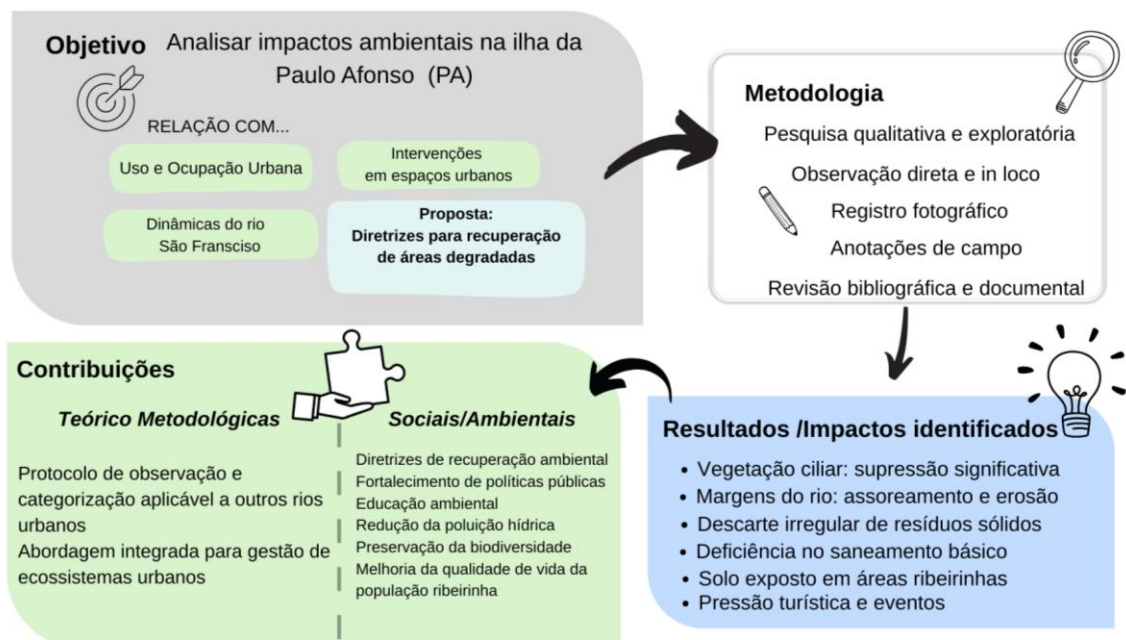 Objetivo Analisar impactos ambientais na ilha da
Paulo Afonso (PA)
RELAÇÃO COM...
Uso e Ocupação Urbana
Intervenções
em espaços urbanos
Dinâmicas do rio
São Fransciso
Proposta:
Diretrizes para recuperação
de áreas degradadas
Metodologia
Pesquisa qualitativa e exploratória
Observação direta e in loco
Registro fotográfico
Anotações de campo
Revisão bibliográfica e documental
Resultados /Impactos identificados
• Vegetação ciliar: supressão significativa
• Margens do rio: assoreamento e erosão
• Descarte irregular de resíduos sólidos
• Deficiência no saneamento básico
• Solo exposto em áreas ribeirinhas
• Pressão turística e eventos
Contribuições
Teórico Metodológicas
Protocolo de observação e
categorização aplicável a outros rios
urbanos
Abordagem integrada para gestão de
ecossistemas urbanos
Sociais/Ambientais
Diretrizes de recuperação ambiental
Fortalecimento de políticas públicas
Educação ambiental
Redução da poluição hídrica
Preservação da biodiversidade
Melhoria da qualidade de vida da
população ribeirinha